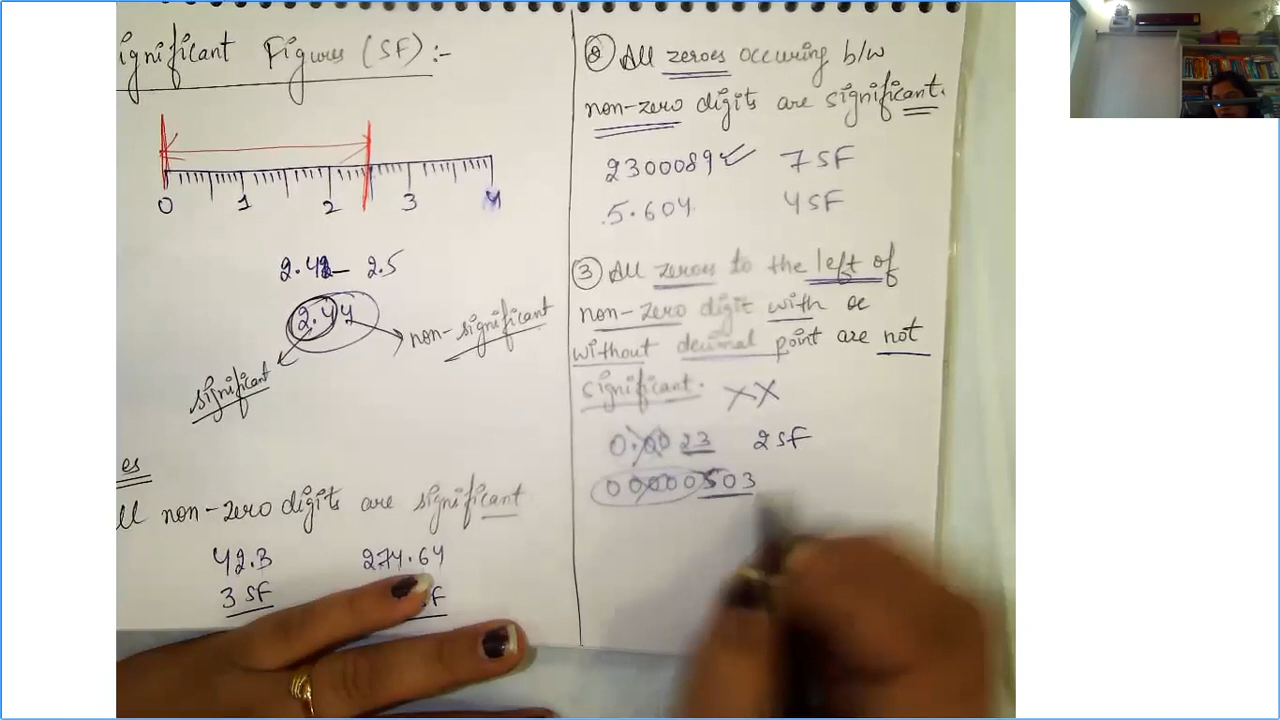 ignificant Figures (SF) :-
0 1 2 3 4
2.42 - 2.5
2.44
non-significant
significant
es
ll non-zero digits are significant
42.3 274.64
3 SF F
② All zeroes occuring b/w
non-zero digits are significant.
2300089 ✓ 7 SF
5.604 4 SF
③ All zeroes to the left of
non-zero digit with or
without decimal point are not
significant. XX
0.0023 2 SF
00000503